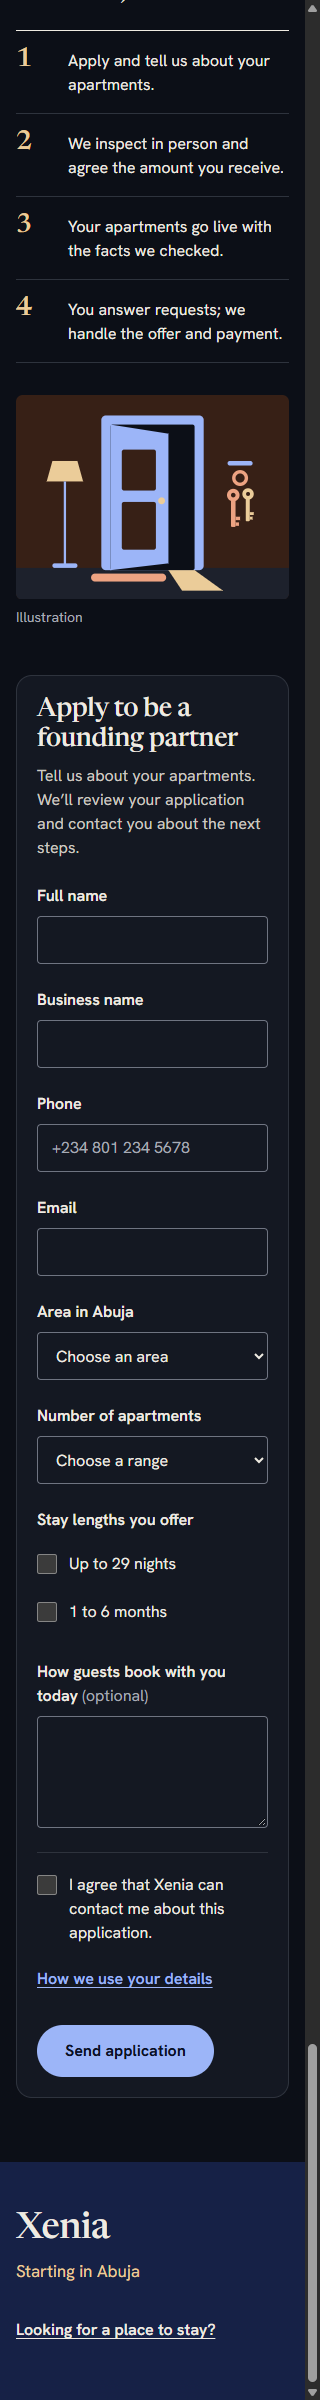 1
Apply and tell us about your
apartments.
2
We inspect in person and
agree the amount you receive.
3
Your apartments go live with
the facts we checked.
4
You answer requests; we
handle the offer and payment.
Illustration
Apply to be a
founding partner
Tell us about your apartments.
We’ll review your application
and contact you about the next
steps.
Full name
Business name
Phone
+234 801 234 5678
Email
Area in Abuja
Choose an area
Number of apartments
Choose a range
Stay lengths you offer
Up to 29 nights
1 to 6 months
How guests book with you
today (optional)
I agree that Xenia can
contact me about this
application.
How we use your details
Send application
Xenia
Starting in Abuja
Looking for a place to stay?